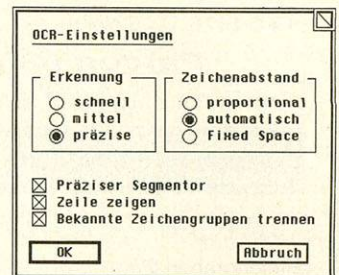 OCR-Einstellungen
Erkennung
schnell
mittel
präzise
Zeichenabstand
proportional
automatisch
Fixed Space
Präziser Segmentor
Zeile zeigen
Bekannte Zeichengruppen trennen
OK
Abbruch